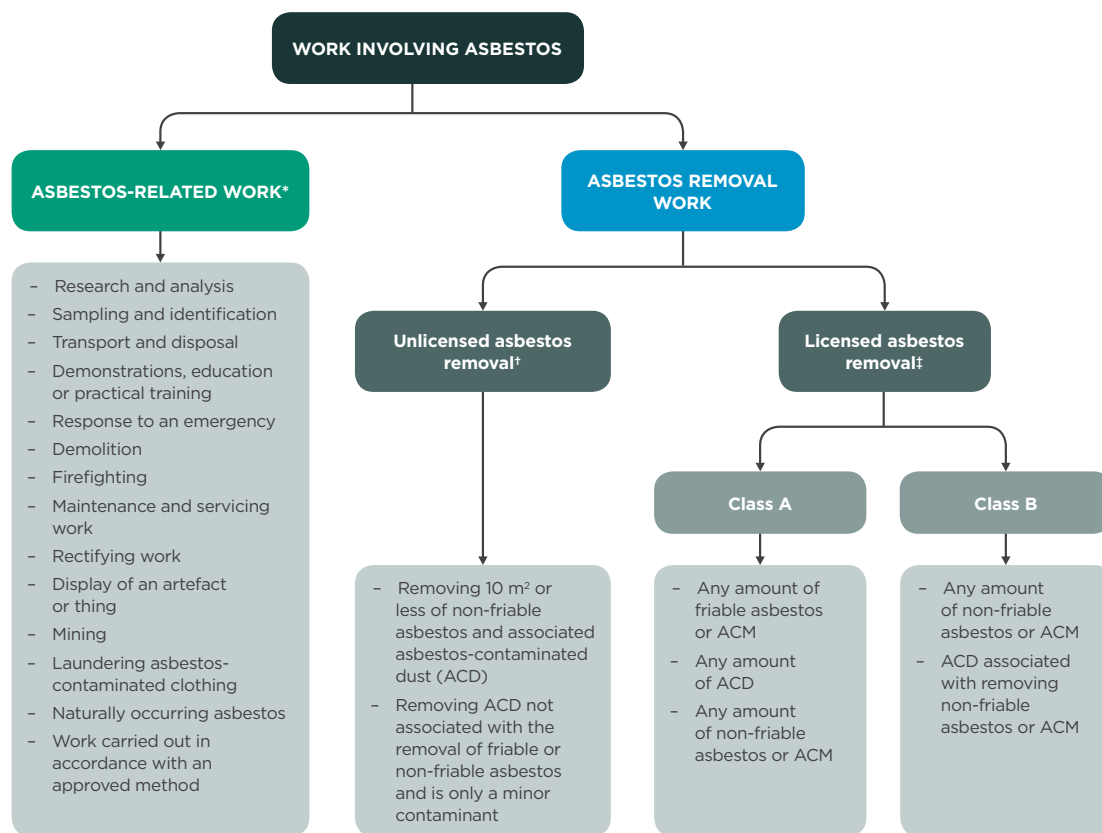 WORK INVOLVING ASBESTOS
ASBESTOS-RELATED WORK*
– Research and analysis
– Sampling and identification
– Transport and disposal
– Demonstrations, education
or practical training
– Response to an emergency
– Demolition
– Firefighting
– Maintenance and servicing
work
– Rectifying work
– Display of an artefact
or thing
– Mining
– Laundering asbestos-
contaminated clothing
– Naturally occurring asbestos
– Work carried out in
accordance with an
approved method
ASBESTOS REMOVAL
WORK
Unlicensed asbestos
removal†
– Removing 10 m² or
less of non-friable
asbestos and associated
asbestos-contaminated
dust (ACD)
– Removing ACD not
associated with the
removal of friable or
non-friable asbestos
and is only a minor
contaminant
Licensed asbestos
removal‡
Class A
– Any amount of
friable asbestos
or ACM
– Any amount
of ACD
– Any amount
of non-friable
asbestos or ACM
Class B
– Any amount
of non-friable
asbestos or ACM
– ACD associated
with removing
non-friable
asbestos or ACM